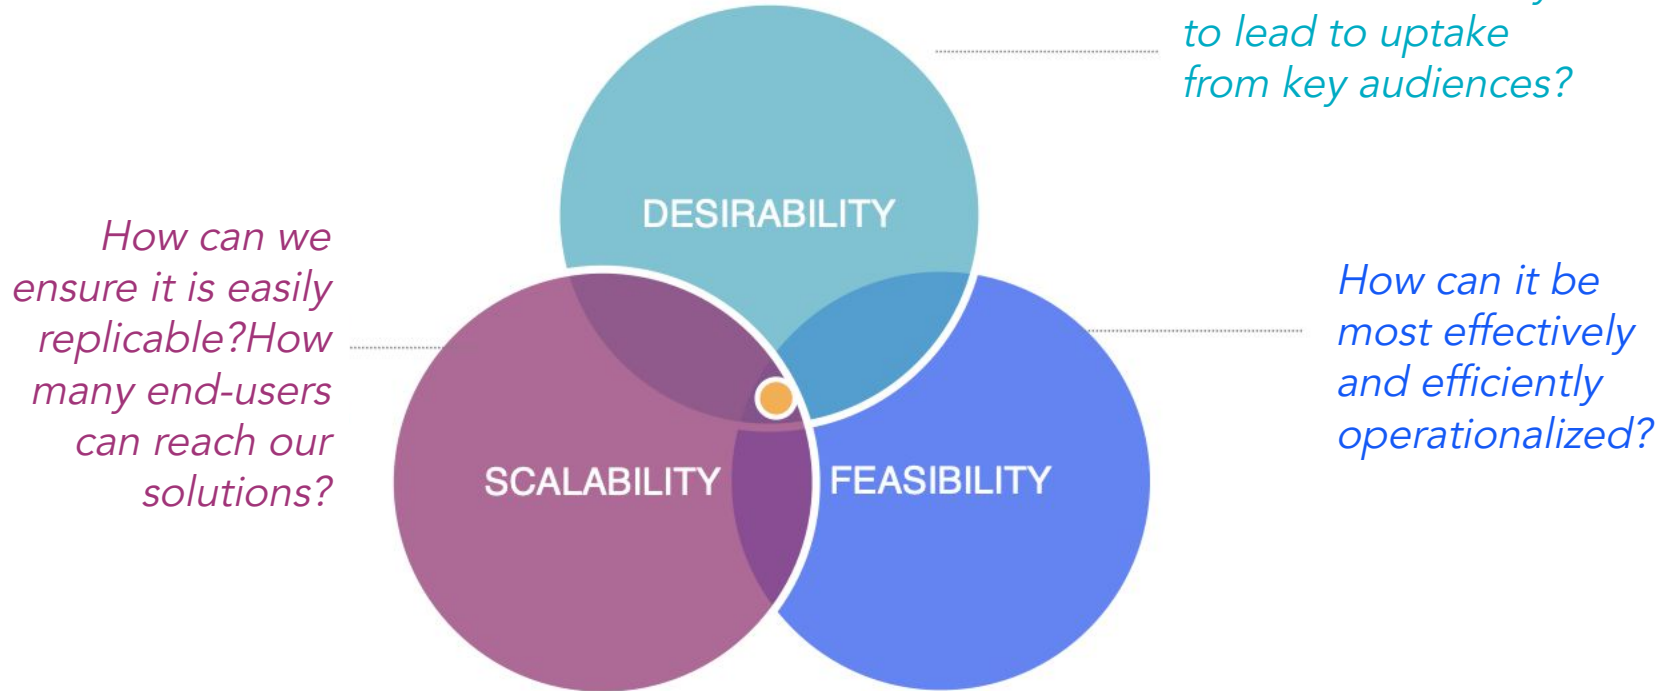 to lead to uptake
from key audiences?
DESIRABILITY
How can we
ensure it is easily
replicable?How
many end-users
can reach our
solutions?
How can it be
most effectively
and efficiently
operationalized?
SCALABILITY
FEASIBILITY